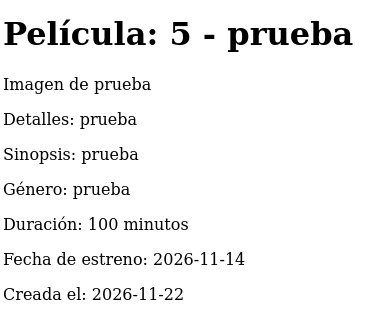 Película: 5 - prueba
Imagen de prueba
Detalles: prueba
Sinopsis: prueba
Género: prueba
Duración: 100 minutos
Fecha de estreno: 2026-11-14
Creada el: 2026-11-22